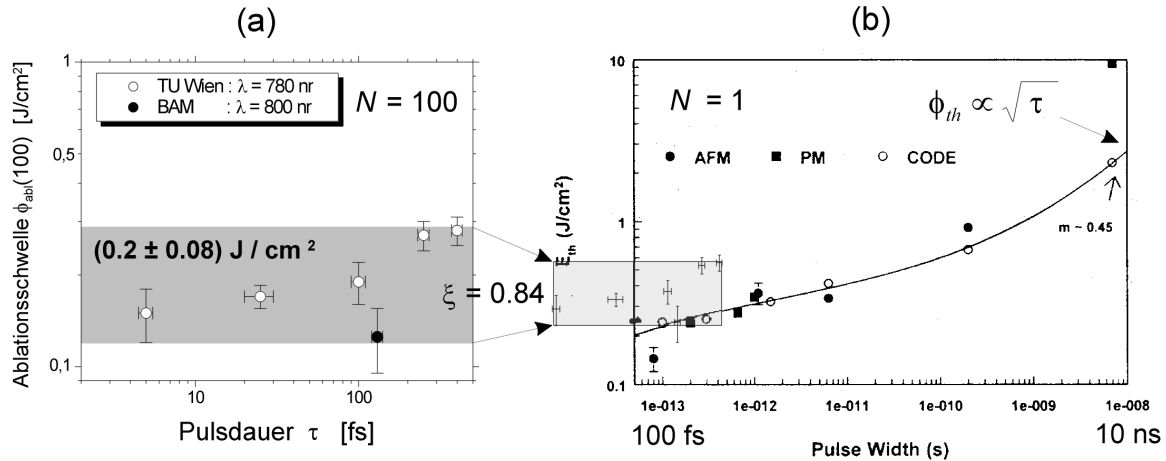 (a)
Ablationsschwelle ϕabl(100) [J/cm²]
1
0,5
0,1
TU Wien : λ = 780 nr
BAM : λ = 800 nr
N = 100
(0.2 ± 0.08) J / cm ²
10
100
Pulsdauer τ [fs]
ξ = 0.84
(b)
(J/cm²)
10
1
0.1
N = 1
ϕth ∝ √τ
AFM
PM
CODE
m ~ 0.45
1e-013
1e-012
1e-011
1e-010
1e-009
1e-008
100 fs
Pulse Width (s)
10 ns